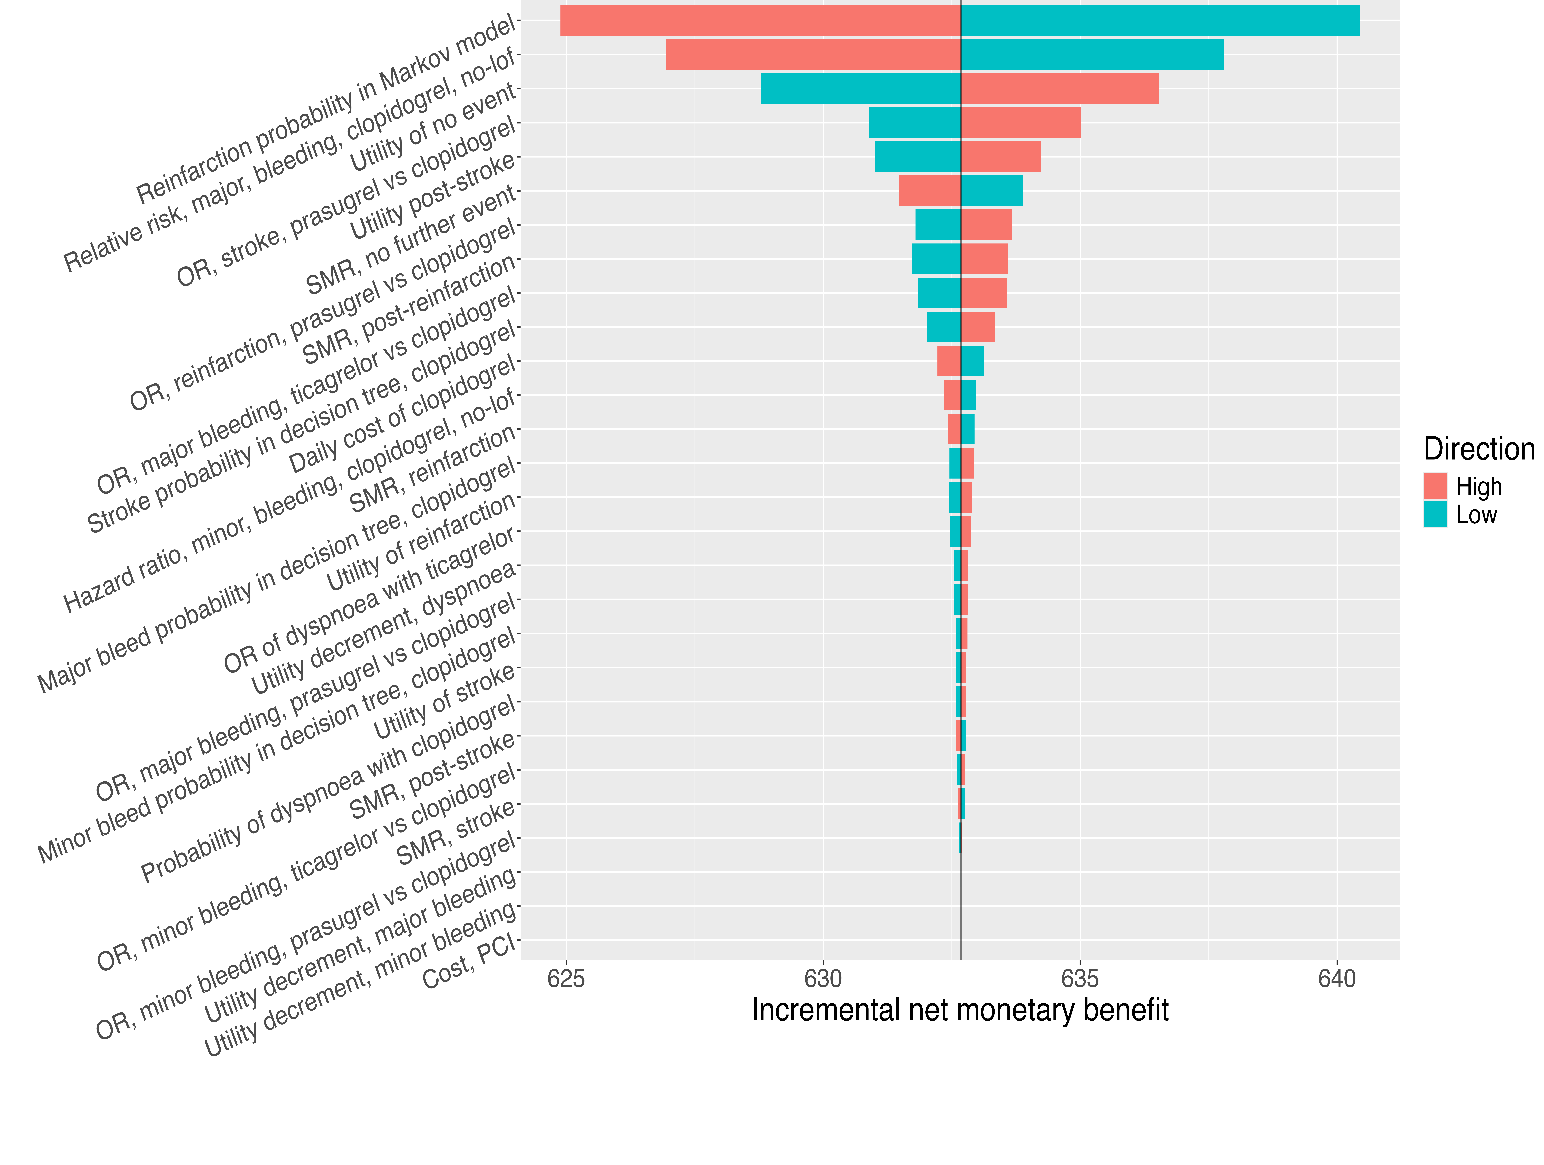 Reinfarction probability in Markov model
Relative risk, major, bleeding, clopidogrel, no-lof
Utility of no event
OR, stroke, prasugrel vs clopidogrel
Utility post-stroke
SMR, no further event
OR, reinfarction, prasugrel vs clopidogrel
SMR, post-reinfarction
OR, major bleeding, ticagrelor vs clopidogrel
Stroke probability in decision tree, clopidogrel
Daily cost of clopidogrel
Hazard ratio, minor, bleeding, clopidogrel, no-lof
SMR, reinfarction
Major bleed probability in decision tree, clopidogrel
Utility of reinfarction
OR of dyspnoea with ticagrelor
Utility decrement, dyspnoea
OR, major bleeding, prasugrel vs clopidogrel
Minor bleed probability in decision tree, clopidogrel
Utility of stroke
Probability of dyspnoea with clopidogrel
SMR, post-stroke
OR, minor bleeding, ticagrelor vs clopidogrel
SMR, stroke
OR, minor bleeding, prasugrel vs clopidogrel
Utility decrement, major bleeding
Utility decrement, minor bleeding
Cost, PCI
625 630 635 640
Incremental net monetary benefit
Direction
High
Low